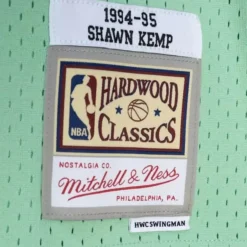 1994-95
SHAWN KEMP
HARDWOOD
NBA
CLASSICS
NOSTALGIA CO.
Mitchell & Ness
PHILADELPHIA, PA.
HWCSWINGMAN